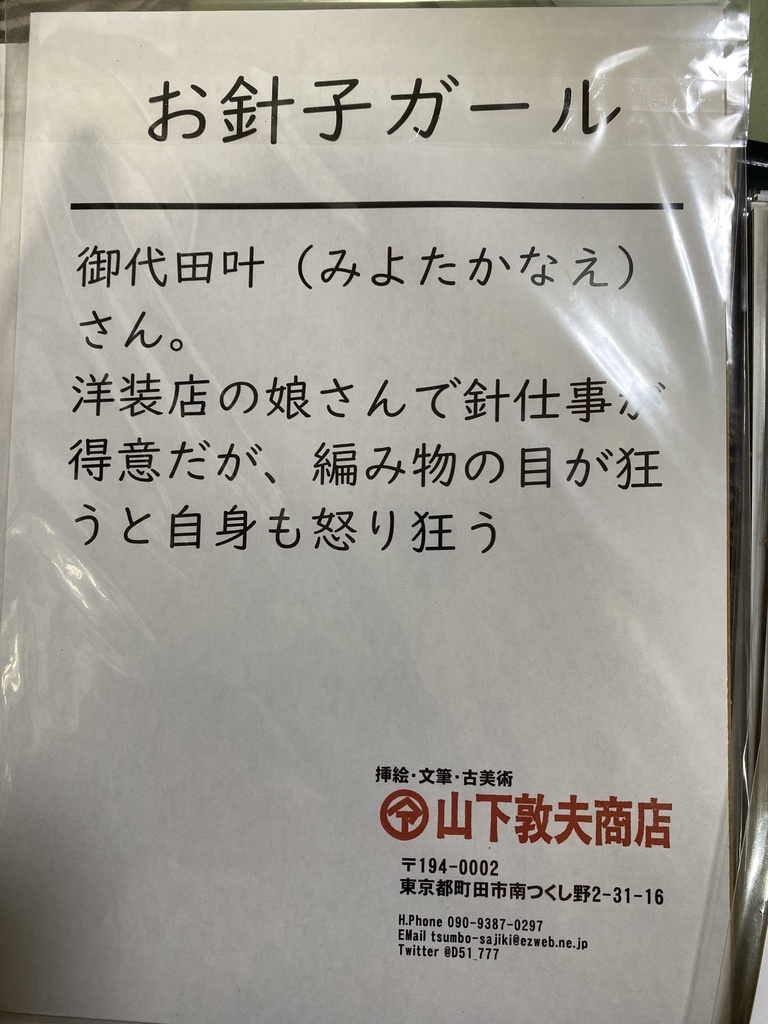 お針子ガール
御代田叶（みよたかなえ）
さん。
洋装店の娘さんで針仕事が
得意だが、編み物の目が狂
うと自身も怒り狂う
挿絵・文筆・古美術
山下敦夫商店
〒194-0002
東京都町田市南つくし野2-31-16
H.Phone 090-9387-0297
EMail tsumbo-sajiki@ezweb.ne.jp
Twitter @D51_777